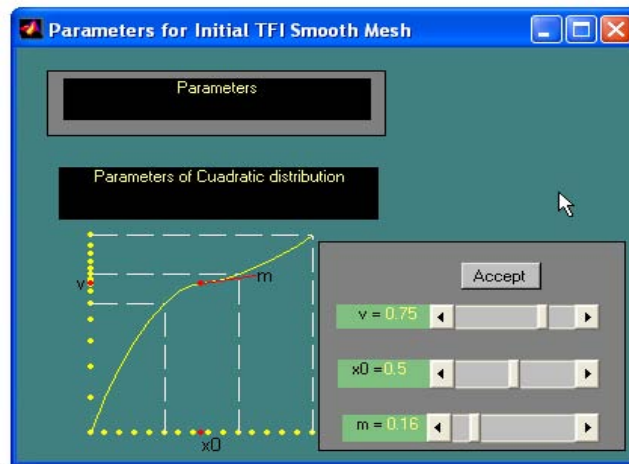 Parameters for Initial TFI Smooth Mesh
Parameters
Parameters of Cuadratic distribution
v
m
x0
Accept
v = 0.75
x0 =0.5
m = 0.16